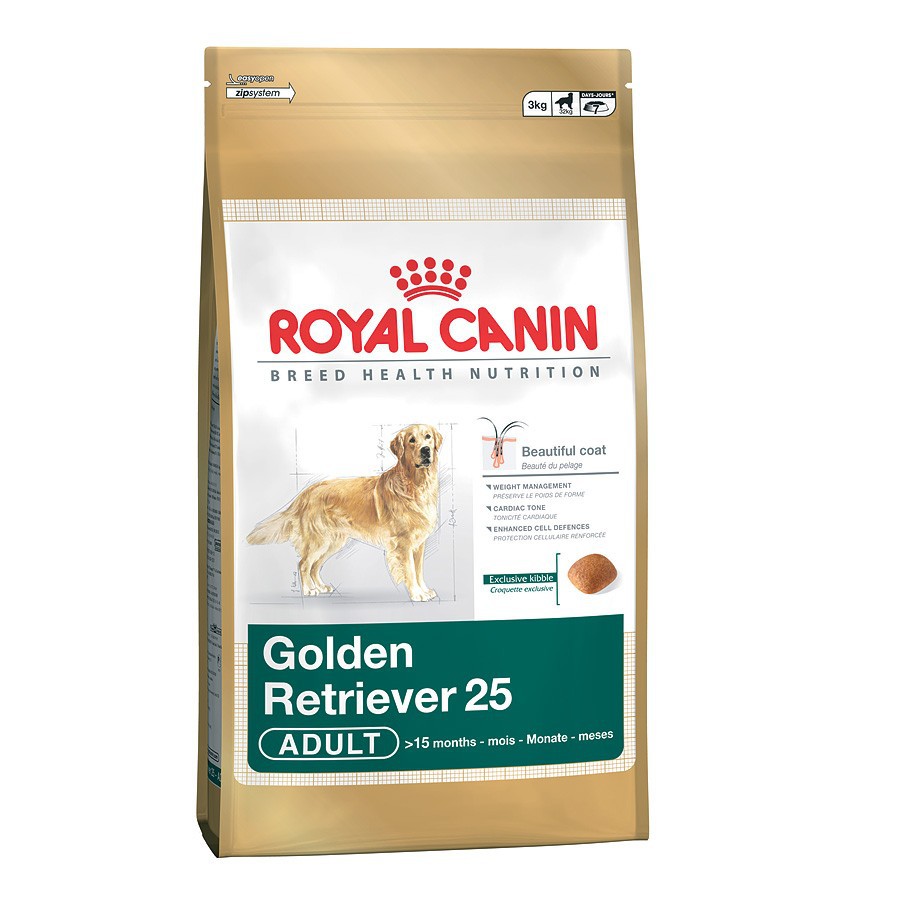 easyopen
zipsystem
3kg
32kg
DAYS-JOURS*
7
ROYAL CANIN
BREED HEALTH NUTRITION
Beautiful coat
Beauté du pelage
WEIGHT MANAGEMENT
PRÉSERVE LE POIDS DE FORME
CARDIAC TONE
TONICITÉ CARDIAQUE
ENHANCED CELL DEFENCES
PROTECTION CELLULAIRE RENFORCÉE
Exclusive kibble
Croquette exclusive
Golden
Retriever 25
ADULT >15 months - mois - Monate - meses